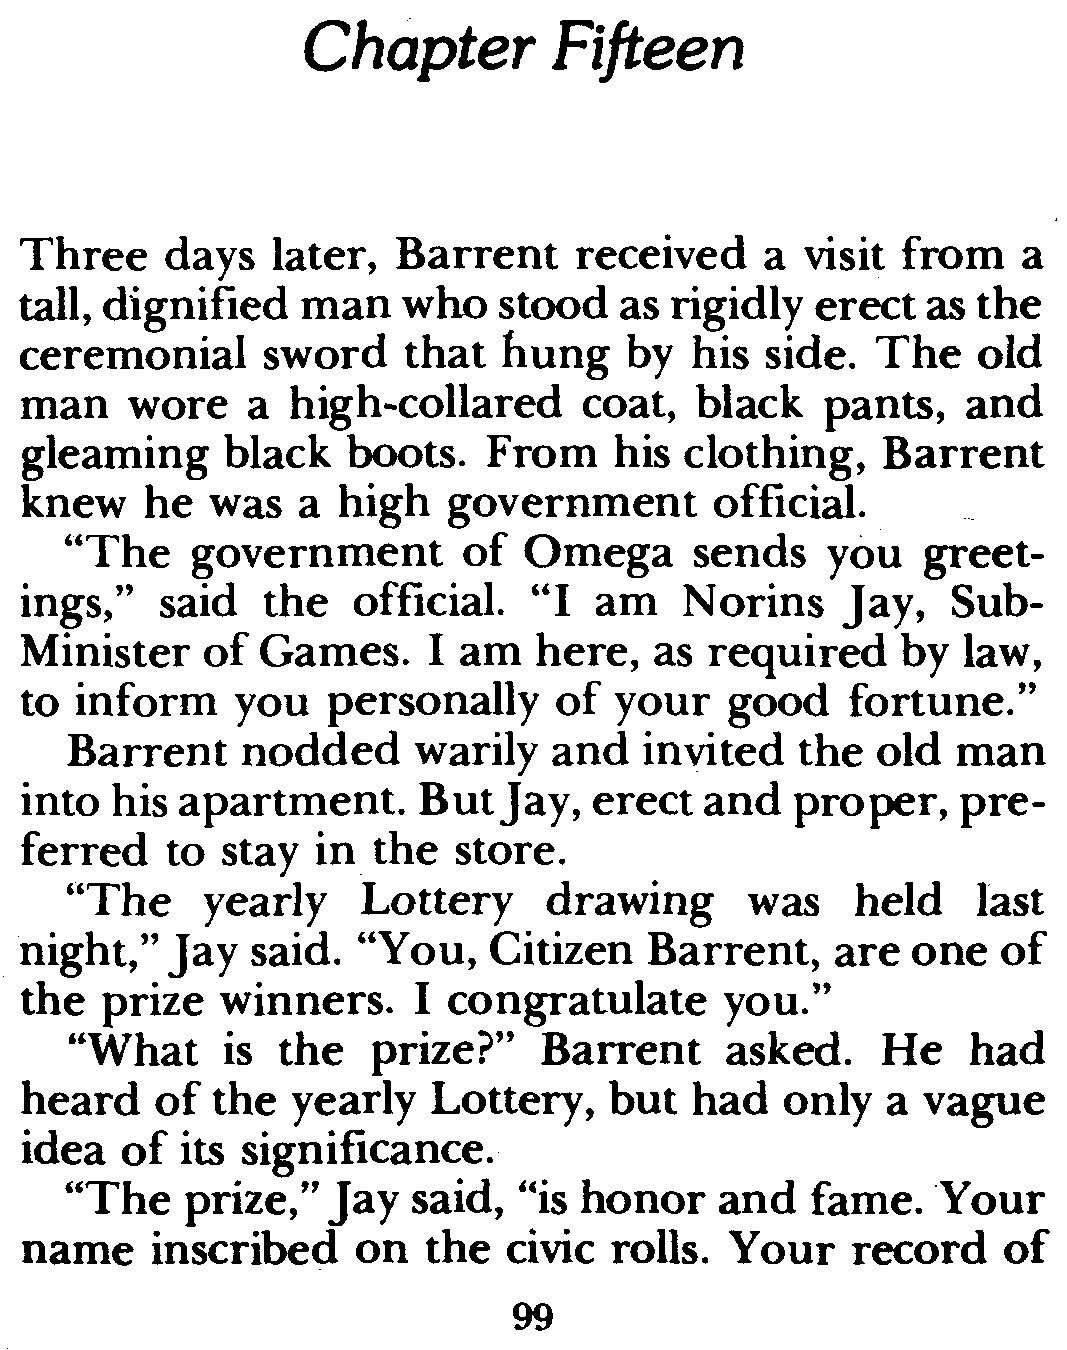 Chapter Fifteen
Three days later, Barrent received a visit from a
tall, dignified man who stood as rigidly erect as the
ceremonial sword that hung by his side. The old
man wore a high-collared coat, black pants, and
gleaming black boots. From his clothing, Barrent
knew he was a high government official.
“The government of Omega sends you greet-
ings,” said the official. “I am Norins Jay, Sub-
Minister of Games. I am here, as required by law,
to inform you personally of your good fortune.”
Barrent nodded warily and invited the old man
into his apartment. But Jay, erect and proper, pre-
ferred to stay in the store.
“The yearly Lottery drawing was held last
night,” Jay said. “You, Citizen Barrent, are one of
the prize winners. I congratulate you.”
“What is the prize?” Barrent asked. He had
heard of the yearly Lottery, but had only a vague
idea of its significance.
“The prize,” Jay said, “is honor and fame. Your
name inscribed on the civic rolls. Your record of
99